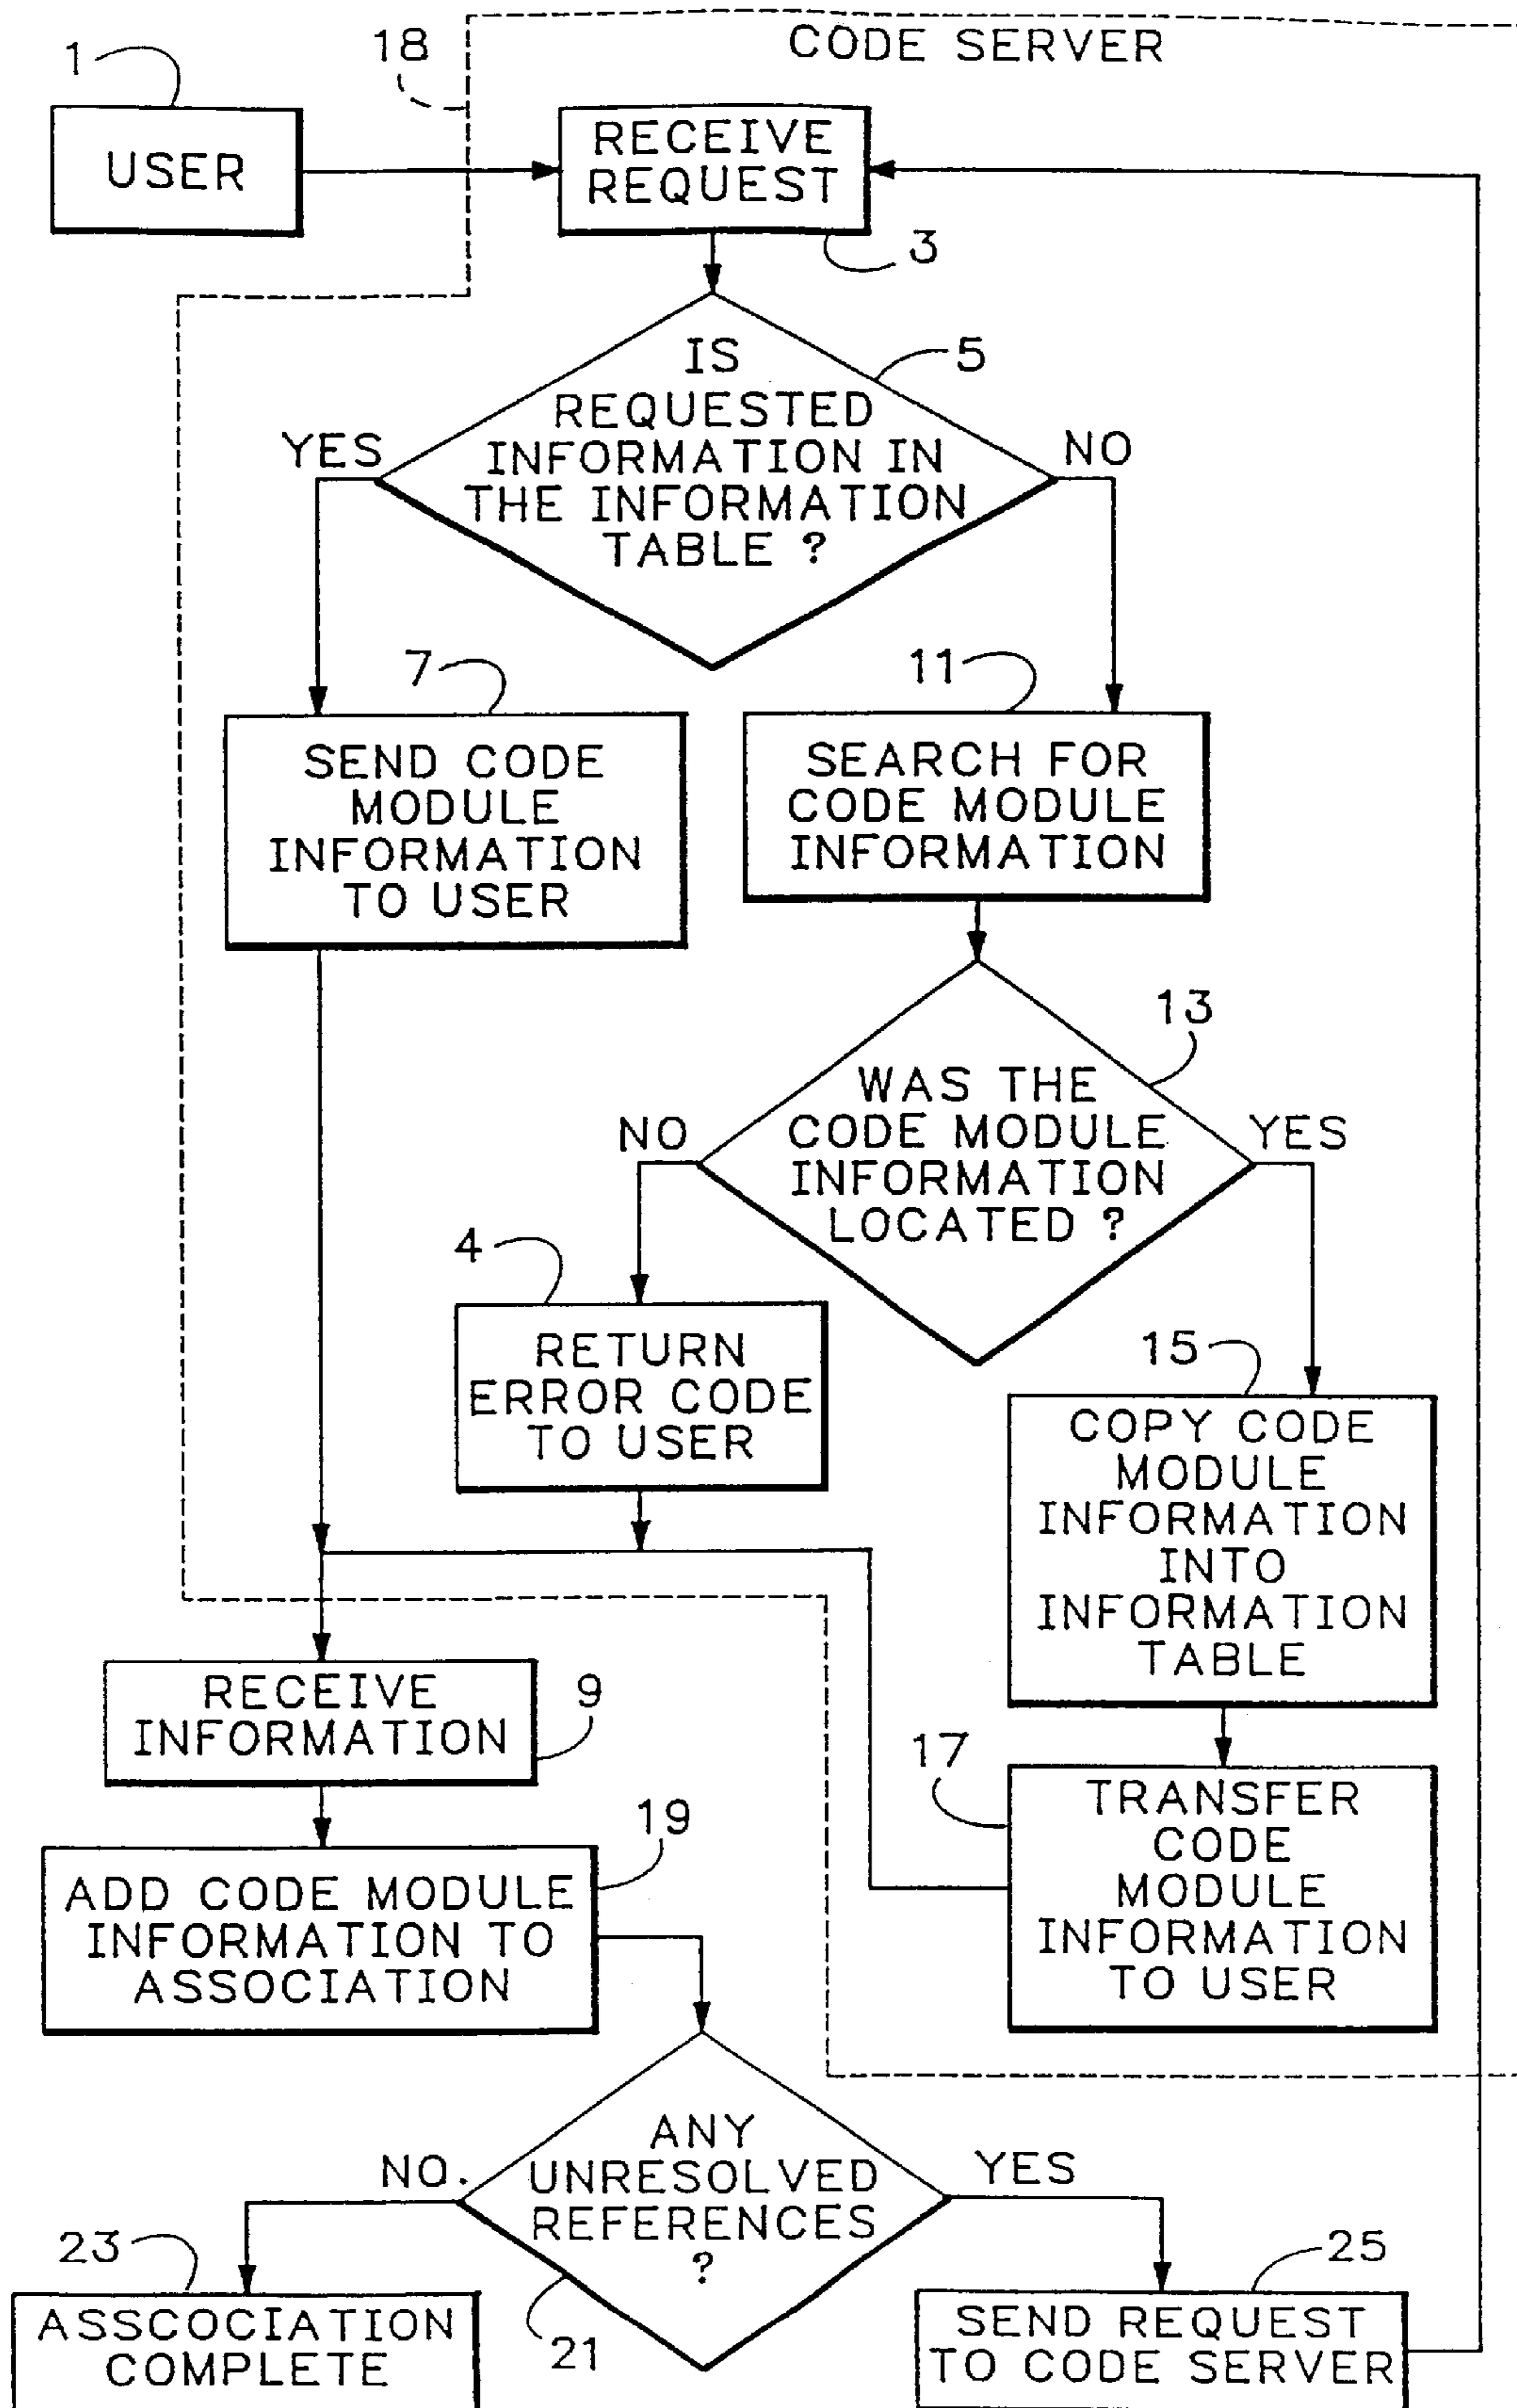 CODE SERVER
1
18
USER
RECEIVE
REQUEST
3
IS
REQUESTED
INFORMATION IN
THE INFORMATION
TABLE ?
5
YES
NO
7
11
SEND CODE
MODULE
INFORMATION
TO USER
SEARCH FOR
CODE MODULE
INFORMATION
13
WAS THE
CODE MODULE
INFORMATION
LOCATED ?
NO
YES
4
RETURN
ERROR CODE
TO USER
15
COPY CODE
MODULE
INFORMATION
INTO
INFORMATION
TABLE
RECEIVE
INFORMATION
9
17
TRANSFER
CODE
MODULE
INFORMATION
TO USER
19
ADD CODE MODULE
INFORMATION TO
ASSOCIATION
ANY
UNRESOLVED
REFERENCES
?
NO.
YES
21
23
25
ASSCOCIATION
COMPLETE
SEND REQUEST
TO CODE SERVER